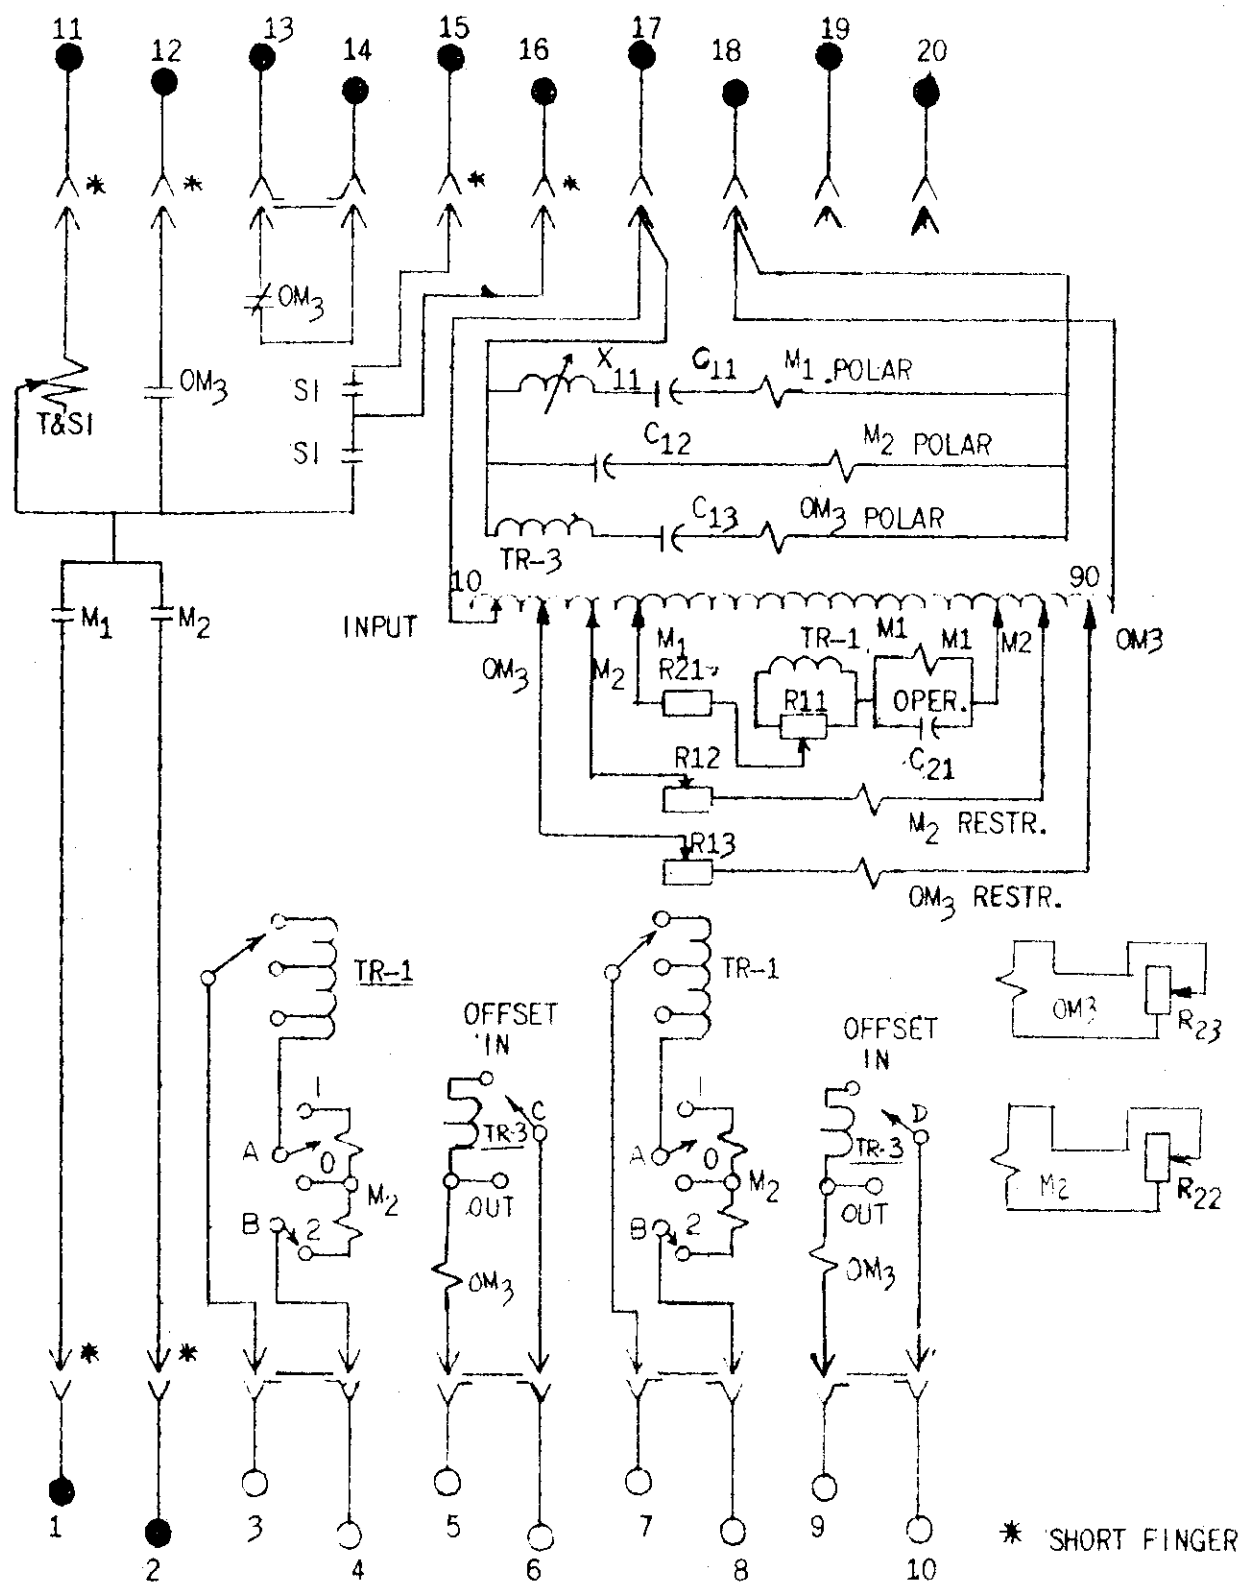 11
12
13
14
15
16
17
18
19
20
*
*
*
*
OM3
T&SI
OM3
SI
SI
X11
C11
M1 POLAR
C12
M2 POLAR
C13
OM3 POLAR
TR-3
10
90
INPUT
M1
M2
OM3
M2
M1
R21
TR-1
M1
M1
M2
OM3
R11
OPER.
C21
R12
M2 RESTR.
R13
OM3 RESTR.
TR-1
OFFSET
IN
TR-1
OFFSET
IN
OM3
R23
1
A
0
M2
B
2
C
TR-3
OUT
OM3
1
A
0
M2
B
2
D
TR-3
OUT
OM3
M2
R22
*
*
1
2
3
4
5
6
7
8
9
10
* SHORT FINGER